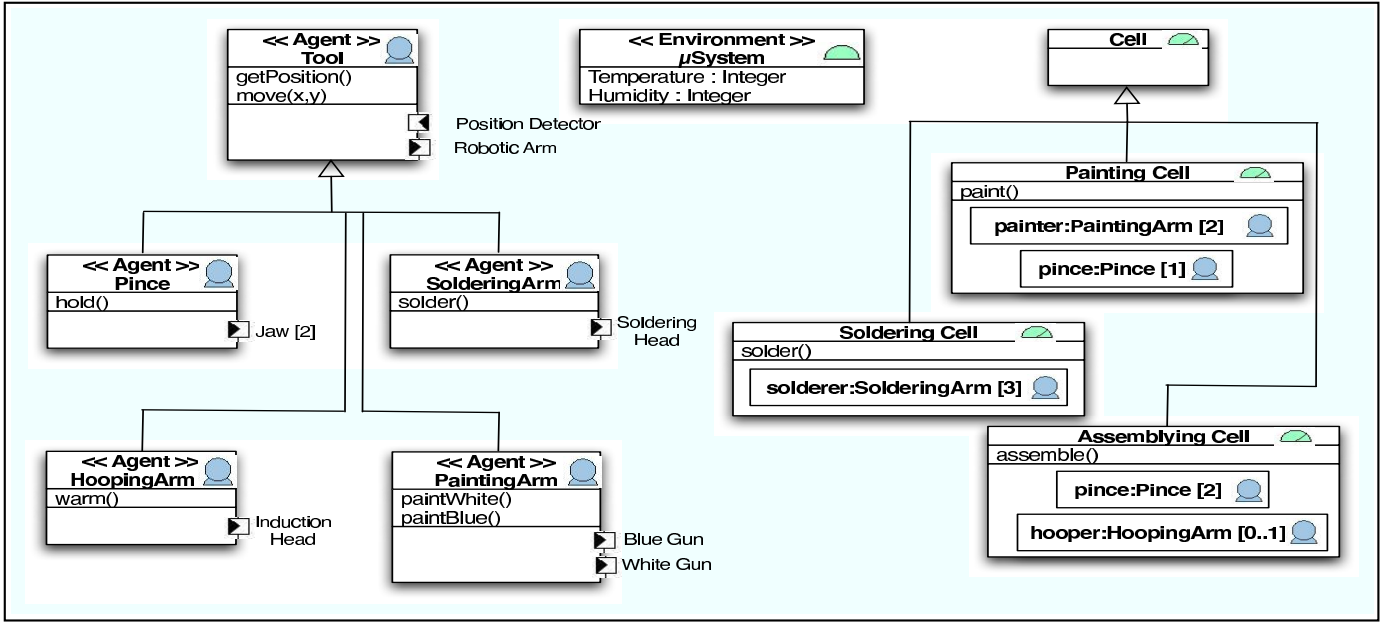 << Agent >>
Tool
getPosition()
move(x,y)
Position Detector
Robotic Arm
<< Environment >>
µSystem
Temperature : Integer
Humidity : Integer
Cell
Painting Cell
paint()
painter:PaintingArm [2]
pince:Pince [1]
<< Agent >>
Pince
hold()
Jaw [2]
<< Agent >>
SolderingArm
solder()
Soldering
Head
Soldering Cell
solder()
solderer:SolderingArm [3]
Assemblying Cell
assemble()
pince:Pince [2]
hooper:HoopingArm [0..1]
<< Agent >>
HoopingArm
warm()
Induction
Head
<< Agent >>
PaintingArm
paintWhite()
paintBlue()
Blue Gun
White Gun